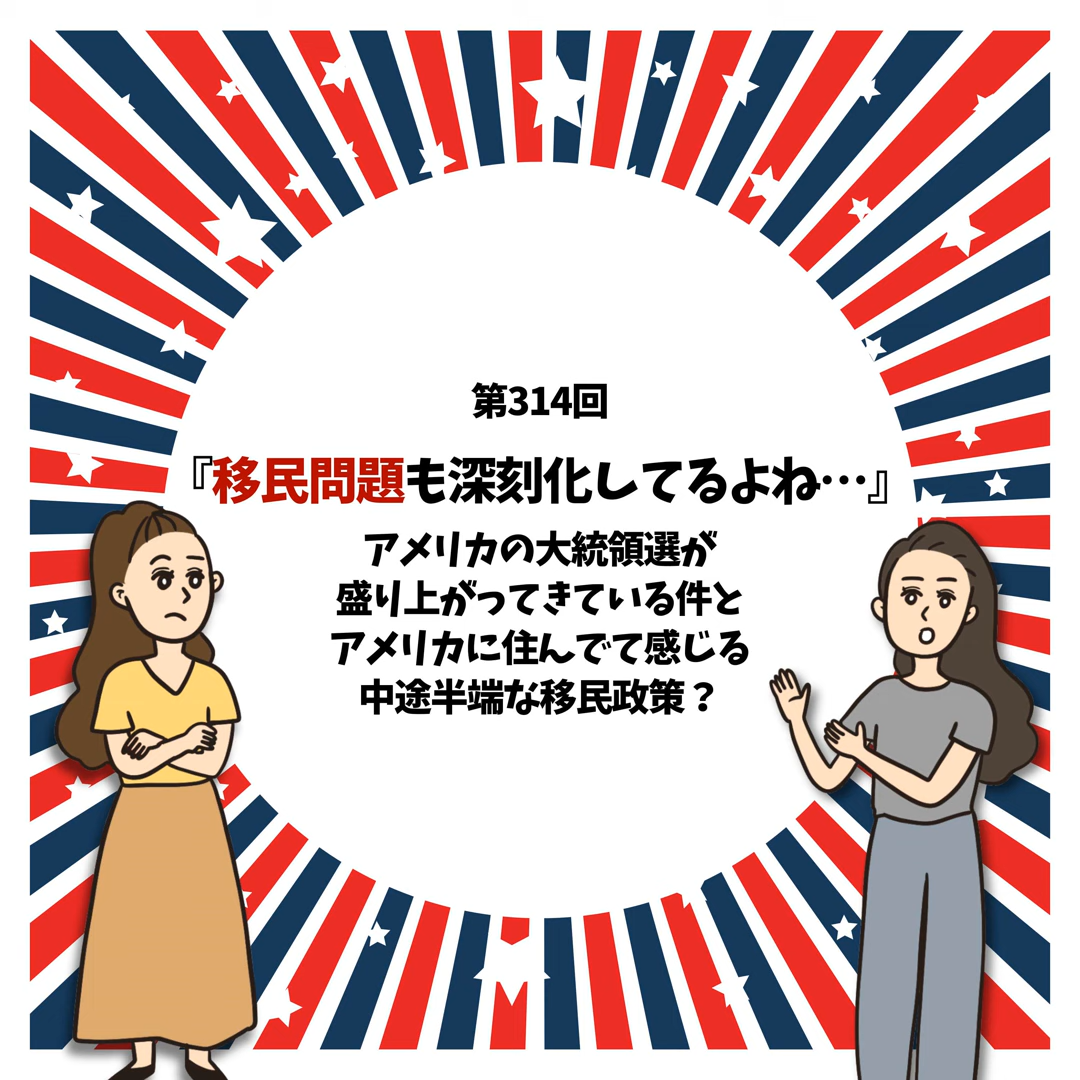 第314回
『移民問題も深刻化してるよね…』
アメリカの大統領選が
盛り上がってきている件と
アメリカに住んでて感じる
中途半端な移民政策？